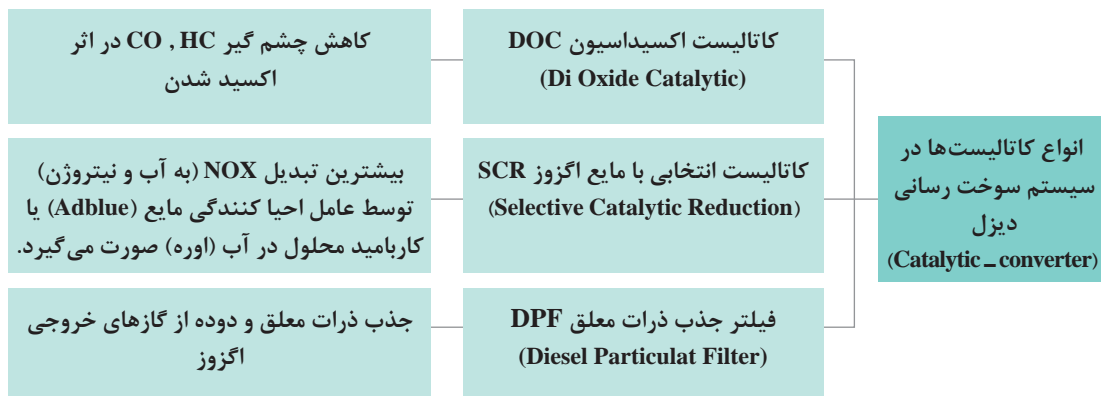 انواع کاتالیست‌ها در
سیستم سوخت رسانی
دیزل
(Catalytic – converter)
کاتالیست اکسیداسیون DOC
(Di Oxide Catalytic)
کاهش چشم گیر CO , HC در اثر
اکسید شدن
کاتالیست انتخابی با مایع اگزوز SCR
(Selective Catalytic Reduction)
بیشترین تبدیل NOX (به آب و نیتروژن)
توسط عامل احیا کنندگی مایع (Adblue) یا
کاربامید محلول در آب (اوره) صورت می‌گیرد.
فیلتر جذب ذرات معلق DPF
(Diesel Particulat Filter)
جذب ذرات معلق و دوده از گازهای خروجی
اگزوز